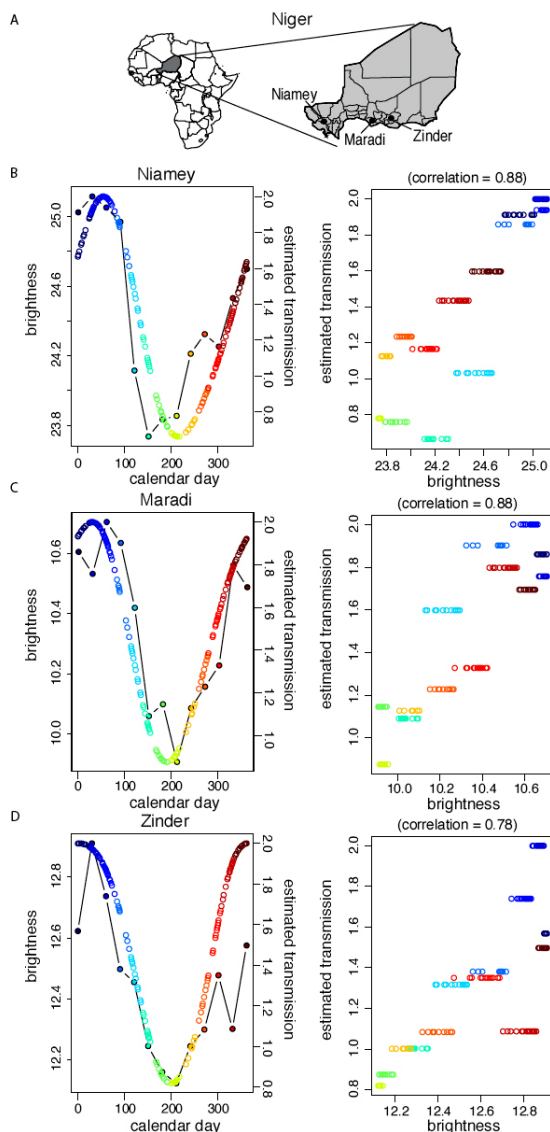 A
Niger
Niamey
Maradi
Zinder
B
Niamey
brightness
25.0
24.6
24.2
23.8
2.0
1.8
1.6
1.4
1.2
1.0
0.8
estimated transmission
0 100 200 300
calendar day
(correlation = 0.88)
estimated transmission
2.0
1.8
1.6
1.4
1.2
1.0
0.8
23.8 24.2 24.6 25.0
brightness
C
Maradi
brightness
10.6
10.4
10.2
10.0
2.0
1.8
1.6
1.4
1.2
1.0
estimated transmission
0 100 200 300
calendar day
(correlation = 0.88)
estimated transmission
2.0
1.8
1.6
1.4
1.2
1.0
10.0 10.2 10.4 10.6
brightness
D
Zinder
brightness
12.8
12.6
12.4
12.2
2.0
1.8
1.6
1.4
1.2
1.0
0.8
estimated transmission
0 100 200 300
calendar day
(correlation = 0.78)
estimated transmission
2.0
1.8
1.6
1.4
1.2
1.0
0.8
12.2 12.4 12.6 12.8
brightness